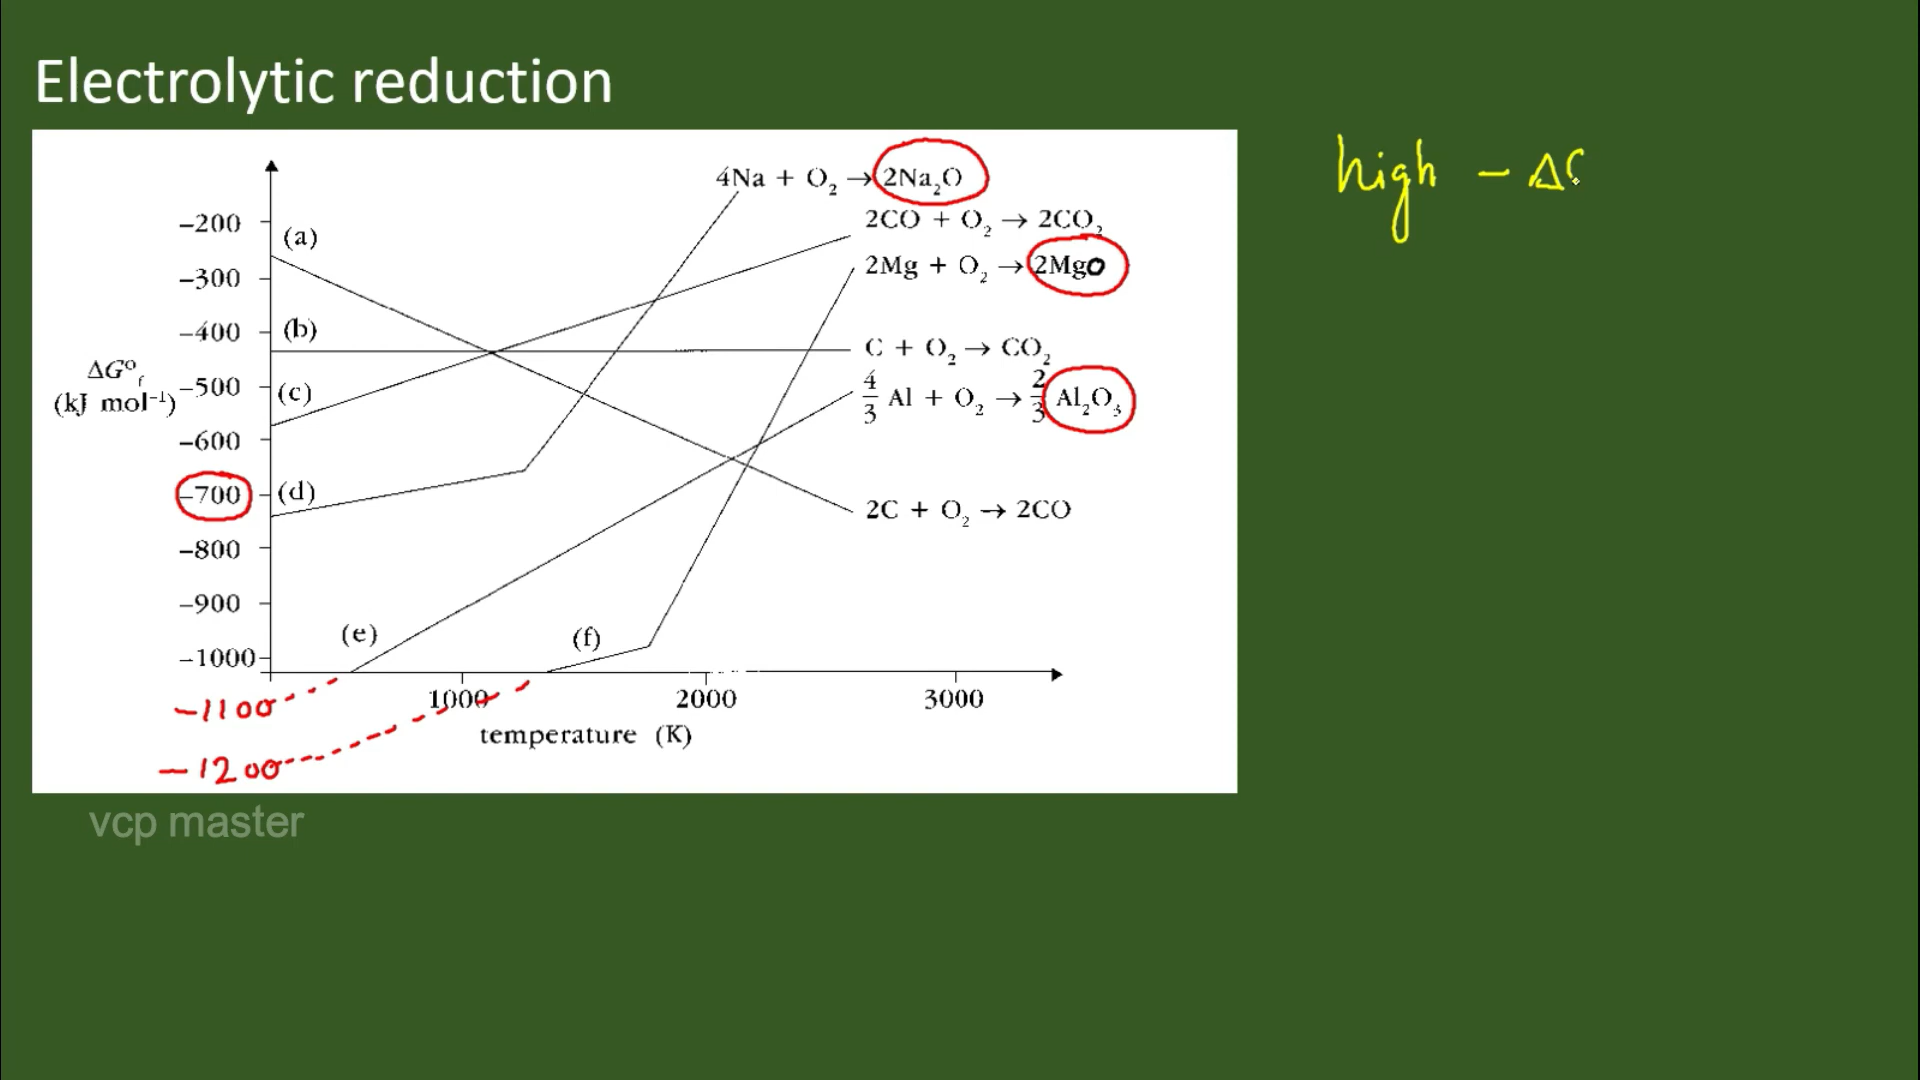 Electrolytic reduction
high - ΔG
4Na + O₂ → 2Na₂O
2CO + O₂ → 2CO₂
2Mg + O₂ → 2MgO
C + O₂ → CO₂
4/3 Al + O₂ → 2/3 Al₂O₃
2C + O₂ → 2CO
ΔG°f
(kJ mol⁻¹)
-200
(a)
-300
-400
(b)
-500
(c)
-600
-700
(d)
-800
-900
(e)
(f)
-1000
-1100
-1200
1000
2000
3000
temperature (K)
vcp master